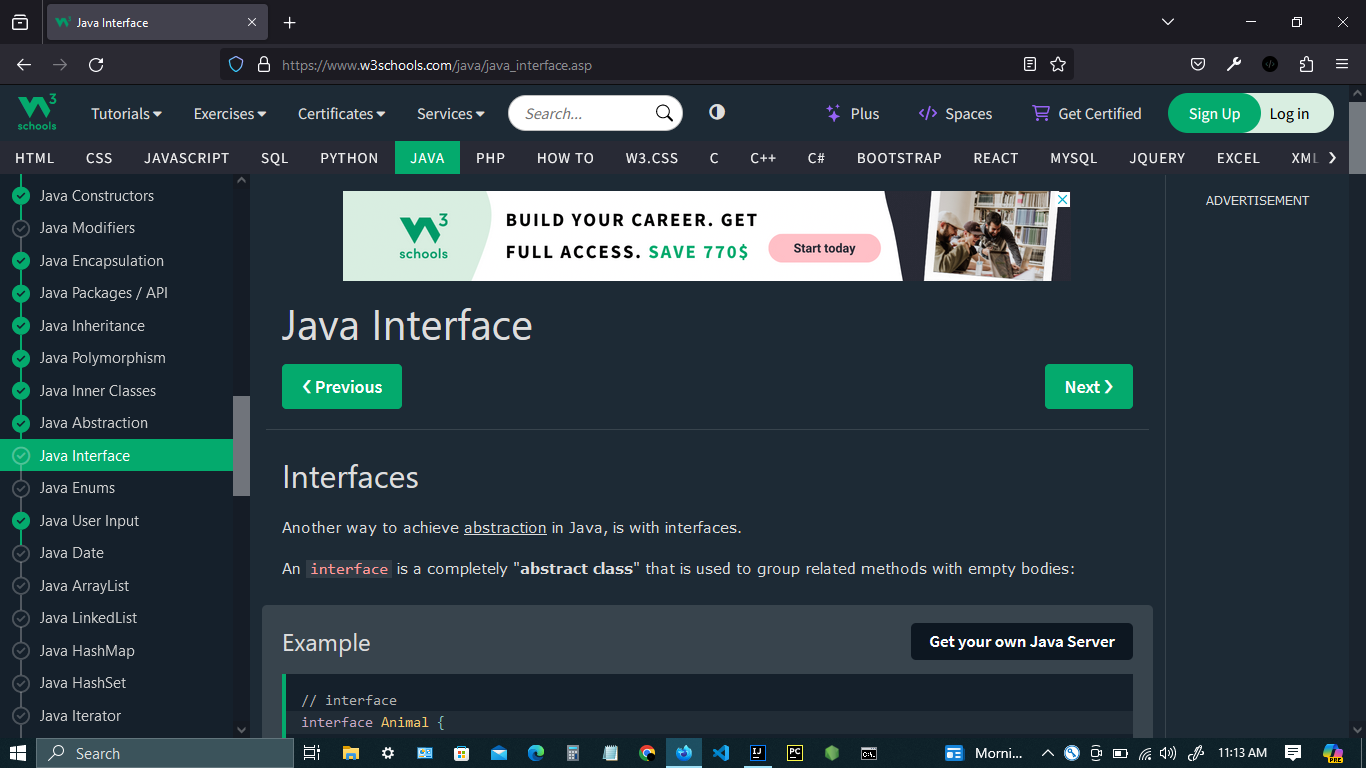 Java Interface
https://www.w3schools.com/java/java_interface.asp
W3 schools
Tutorials
Exercises
Certificates
Services
Search...
Plus
Spaces
Get Certified
Sign Up
Log in
HTML CSS JAVASCRIPT SQL PYTHON JAVA PHP HOW TO W3.CSS C C++ C# BOOTSTRAP REACT MYSQL JQUERY EXCEL XML
Java Constructors
Java Modifiers
Java Encapsulation
Java Packages / API
Java Inheritance
Java Polymorphism
Java Inner Classes
Java Abstraction
Java Interface
Java Enums
Java User Input
Java Date
Java ArrayList
Java LinkedList
Java HashMap
Java HashSet
Java Iterator
W3 schools
BUILD YOUR CAREER. GET
FULL ACCESS. SAVE 770$
Start today
ADVERTISEMENT
Java Interface
❮ Previous
Next ❯
Interfaces
Another way to achieve abstraction in Java, is with interfaces.
An interface is a completely "abstract class" that is used to group related methods with empty bodies:
Example
Get your own Java Server
// interface
interface Animal {
Search
IJ
PC
Morni...
11:13 AM
PRE